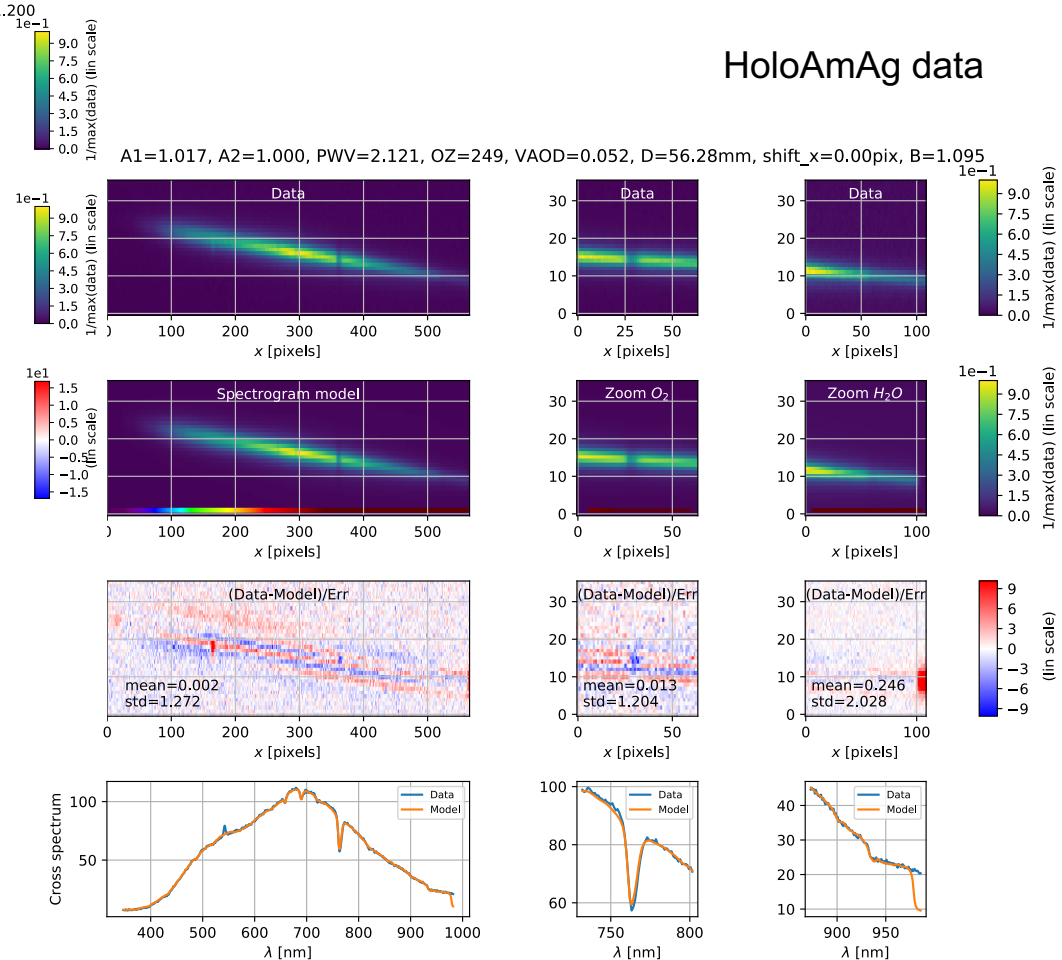 .200
1e−1
9.0
7.5
6.0
4.5
3.0
1.5
0.0
1/max(data) (lin scale)
HoloAmAg data
A1=1.017, A2=1.000, PWV=2.121, OZ=249, VAOD=0.052, D=56.28mm, shift_x=0.00pix, B=1.095
1e−1
9.0
7.5
6.0
4.5
3.0
1.5
0.0
1/max(data) (lin scale)
Data
0 100 200 300 400 500
x [pixels]
Data
30
20
10
0
0 25 50
x [pixels]
Data
30
20
10
0
0 50 100
x [pixels]
1e−1
9.0
7.5
6.0
4.5
3.0
1.5
0.0
1/max(data) (lin scale)
1e1
1.5
1.0
0.5
0.0
−0.5
−1.0
−1.5
(lin scale)
Spectrogram model
0 100 200 300 400 500
x [pixels]
Zoom O2
30
20
10
0
0 25 50
x [pixels]
Zoom H2O
30
20
10
0
0 50 100
x [pixels]
1e−1
9.0
7.5
6.0
4.5
3.0
1.5
0.0
1/max(data) (lin scale)
(Data-Model)/Err
mean=0.002
std=1.272
0 100 200 300 400 500
x [pixels]
(Data-Model)/Err
30
20
10
0
mean=0.013
std=1.204
0 50
x [pixels]
(Data-Model)/Err
30
20
10
0
mean=0.246
std=2.028
0 50 100
x [pixels]
9
6
3
0
−3
−6
−9
(lin scale)
Cross spectrum
100
50
Data
Model
400 500 600 700 800 900 1000
λ [nm]
100
80
60
Data
Model
750 800
λ [nm]
40
30
20
10
Data
Model
900 950
λ [nm]